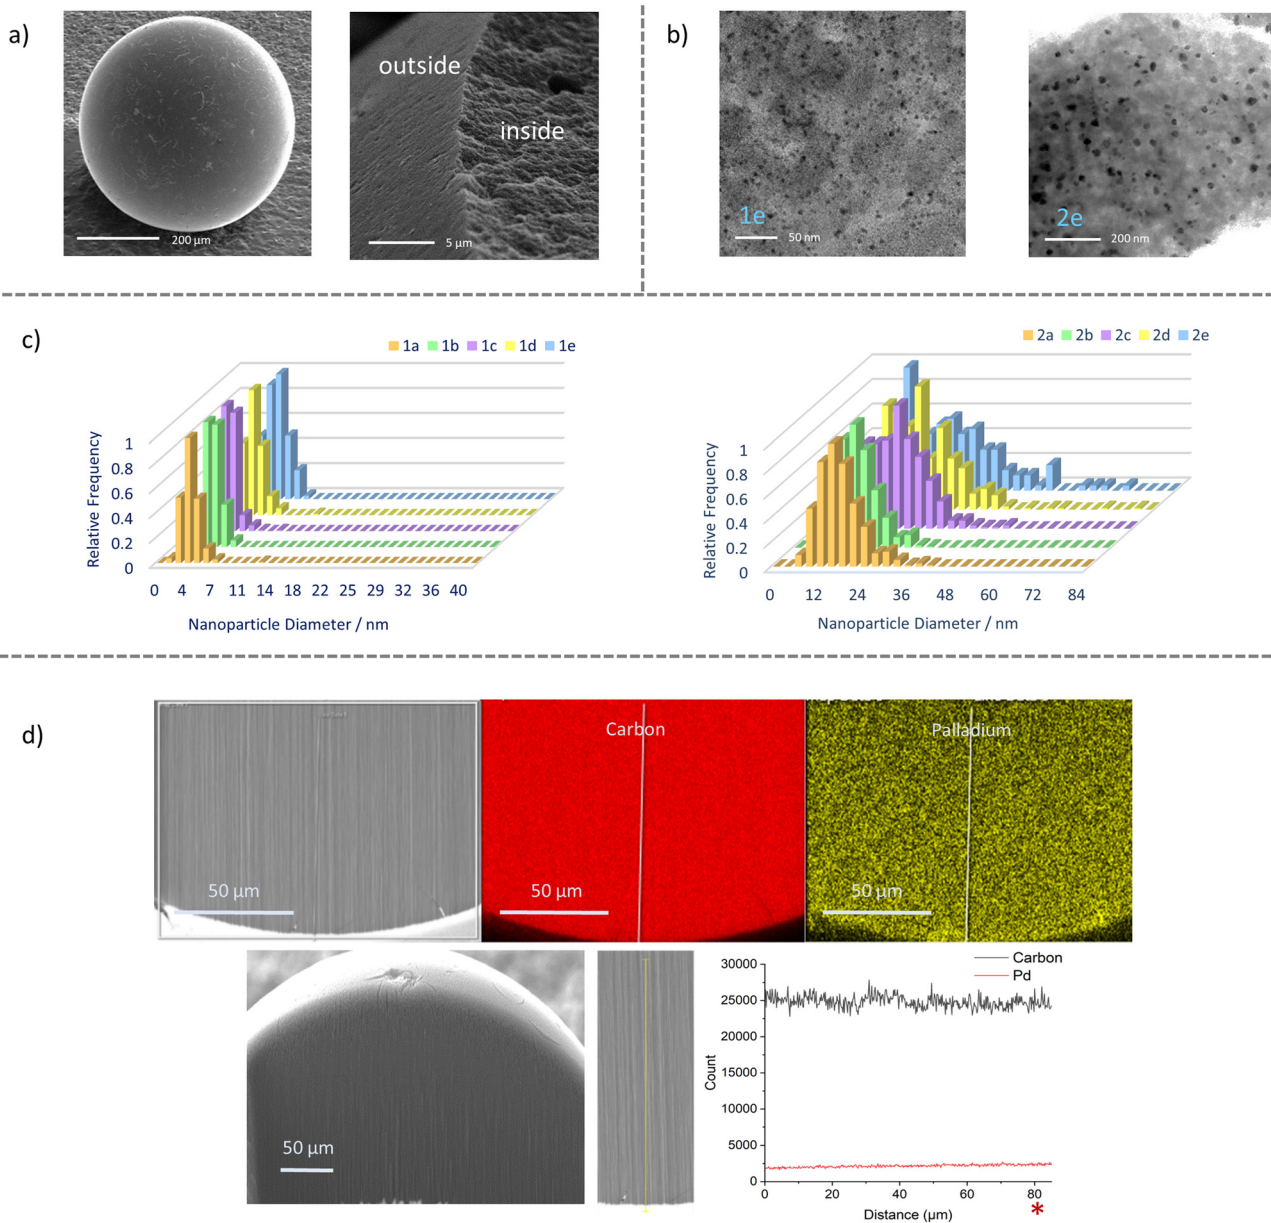 a)
outside
inside
200 µm
5 µm
b)
1e
50 nm
2e
200 nm
c)
1a 1b 1c 1d 1e
Relative Frequency
1
0.8
0.6
0.4
0.2
0
0 4 7 11 14 18 22 25 29 32 36 40
Nanoparticle Diameter / nm
2a 2b 2c 2d 2e
Relative Frequency
1
0.8
0.6
0.4
0.2
0
0 12 24 36 48 60 72 84
Nanoparticle Diameter / nm
d)
50 µm
Carbon
50 µm
Palladium
50 µm
50 µm
Carbon
Pd
Count
30000
25000
20000
15000
10000
5000
0
0 20 40 60 80
Distance (µm)
*